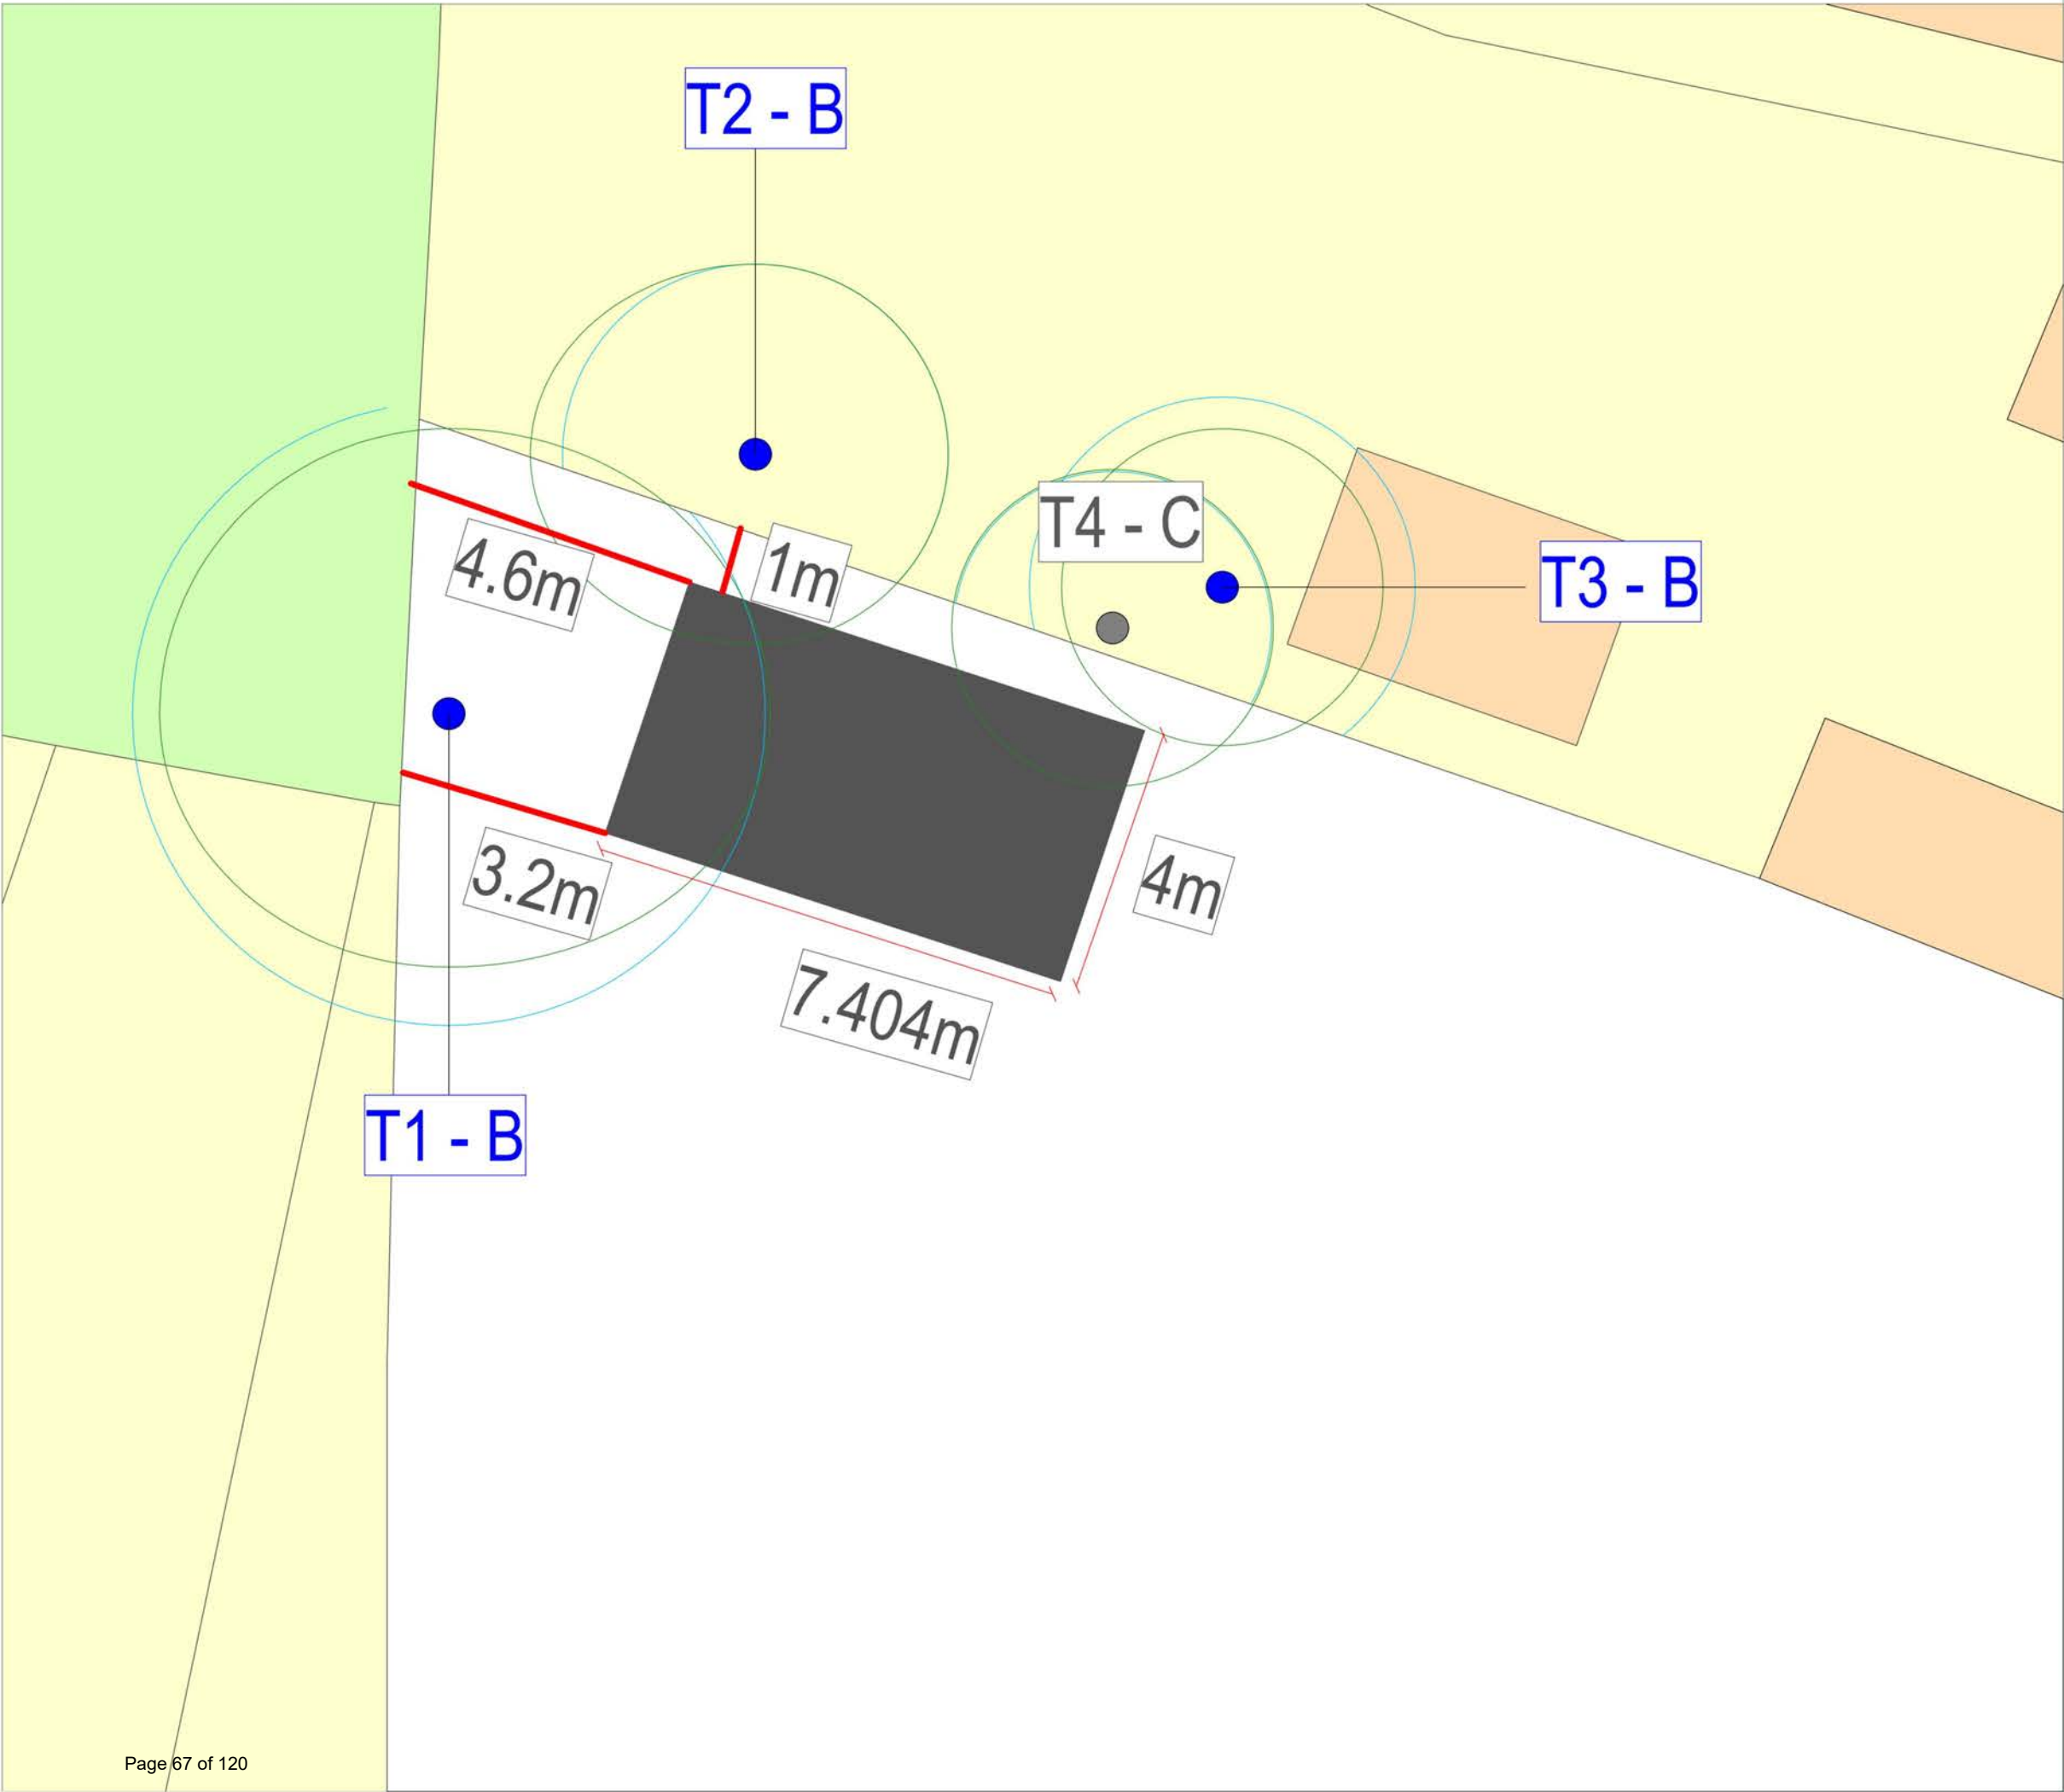 T2 - B
T4 - C
1m
4.6m
T3 - B
3.2m
4m
7.404m
T1 - B
Page 67 of 120